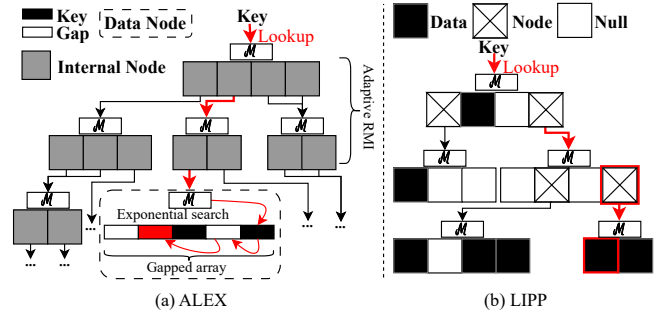 Key
Gap
Data Node
Key
Lookup
Internal Node
ℳ
Adaptive RMI
ℳ
ℳ
ℳ
ℳ
ℳ
Exponential search
...
...
...
...
...
Gapped array
(a) ALEX
Data
Node
Null
Key
Lookup
ℳ
ℳ
ℳ
ℳ
ℳ
(b) LIPP